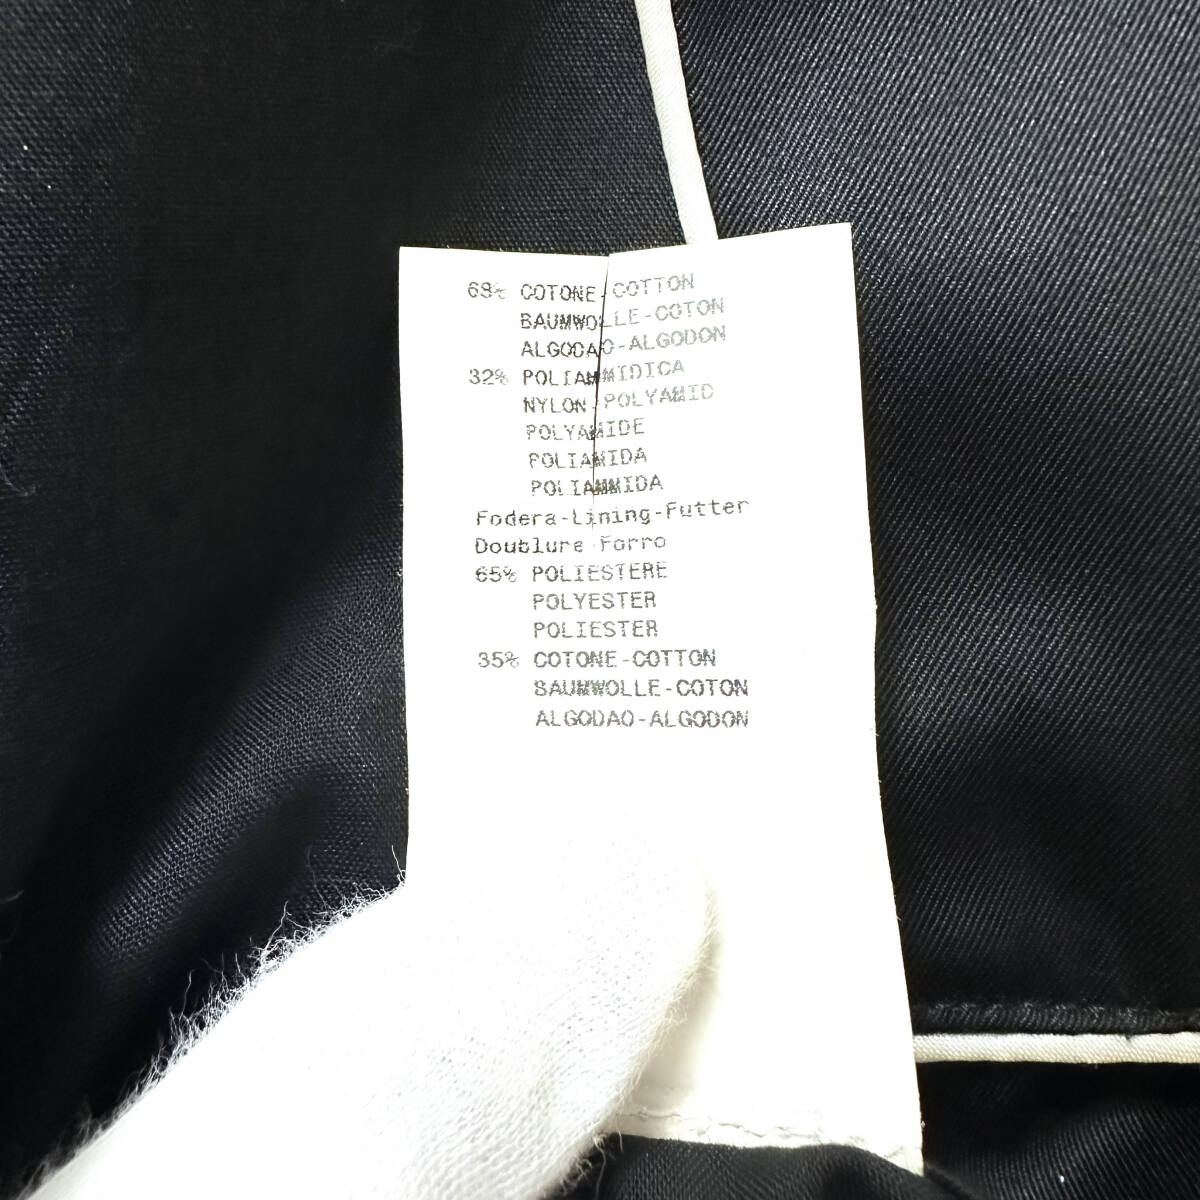 68% COTONE-COTTON
BAUMWOLLE-COTON
ALGODAO-ALGODON
32% POLIAMMIDICA
NYLON-POLYAMID
POLYAMIDE
POLIAMIDA
POLIAMMIDA
Fodera-Lining-Futter
Doublure-Forro
65% POLIESTERE
POLYESTER
POLIESTER
35% COTONE-COTTON
BAUMWOLLE-COTON
ALGODAO-ALGODON